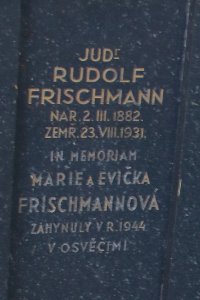 JUDr
RUDOLF
FRISCHMANN
NAR. 2. III. 1882.
ZEMŘ. 23. VIII. 1931.
IN MEMORIAM
MARIE A EVIČKA
FRISCHMANNOVÁ
ZAHYNULY V R. 1944
V OSVĚČIMI